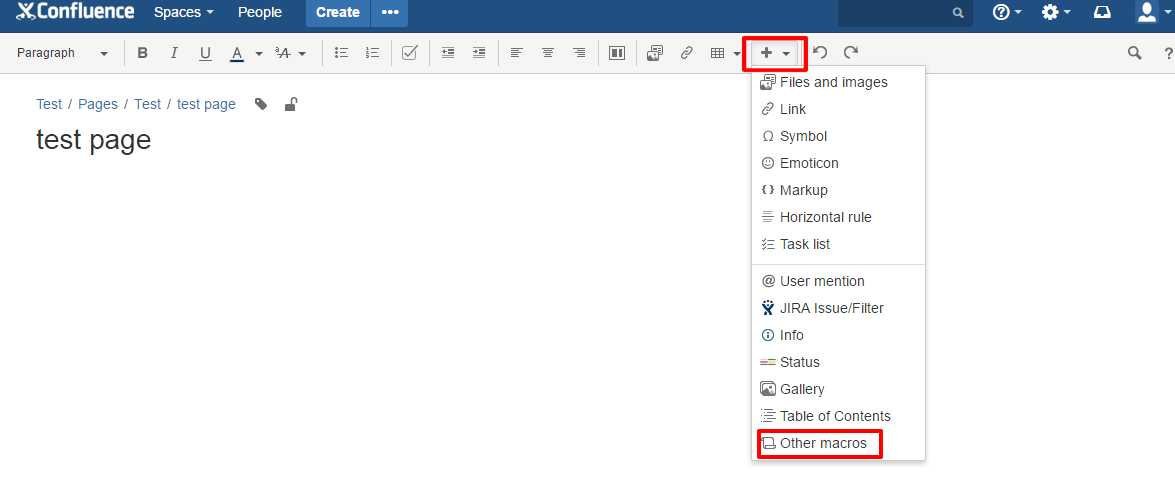 Confluence Spaces People Create •••
Paragraph B I U A A ?
Test / Pages / Test / test page
test page
Files and images
Link
Symbol
Emoticon
Markup
Horizontal rule
Task list
User mention
JIRA Issue/Filter
Info
Status
Gallery
Table of Contents
Other macros